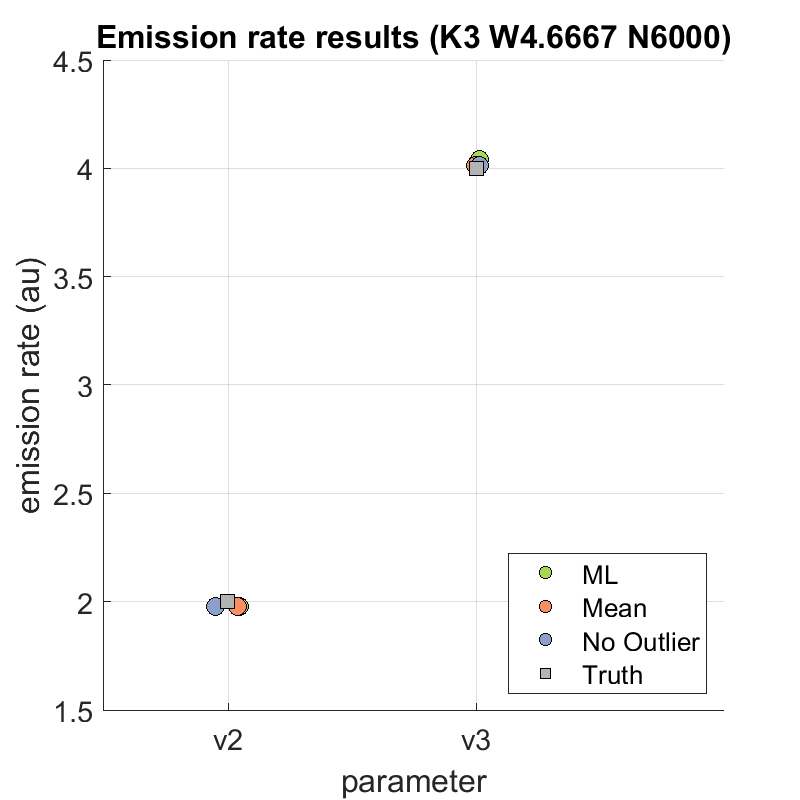 Emission rate results (K3 W4.6667 N6000)
4.5
4
3.5
3
2.5
2
1.5
emission rate (au)
v2
v3
parameter
ML
Mean
No Outlier
Truth